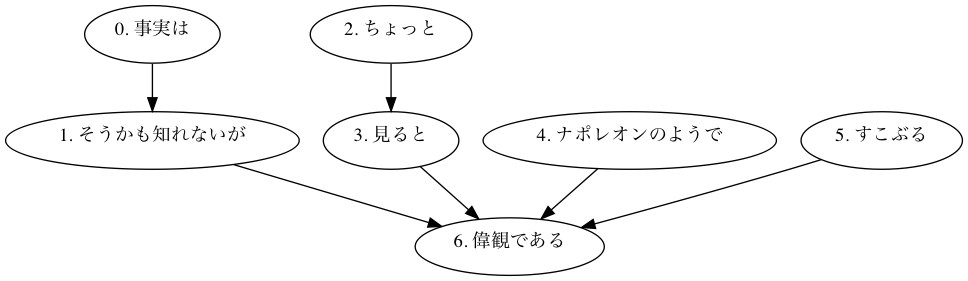 0. 事実は
2. ちょっと
1. そうかも知れないが
3. 見ると
4. ナポレオンのようで
5. すこぶる
6. 偉観である